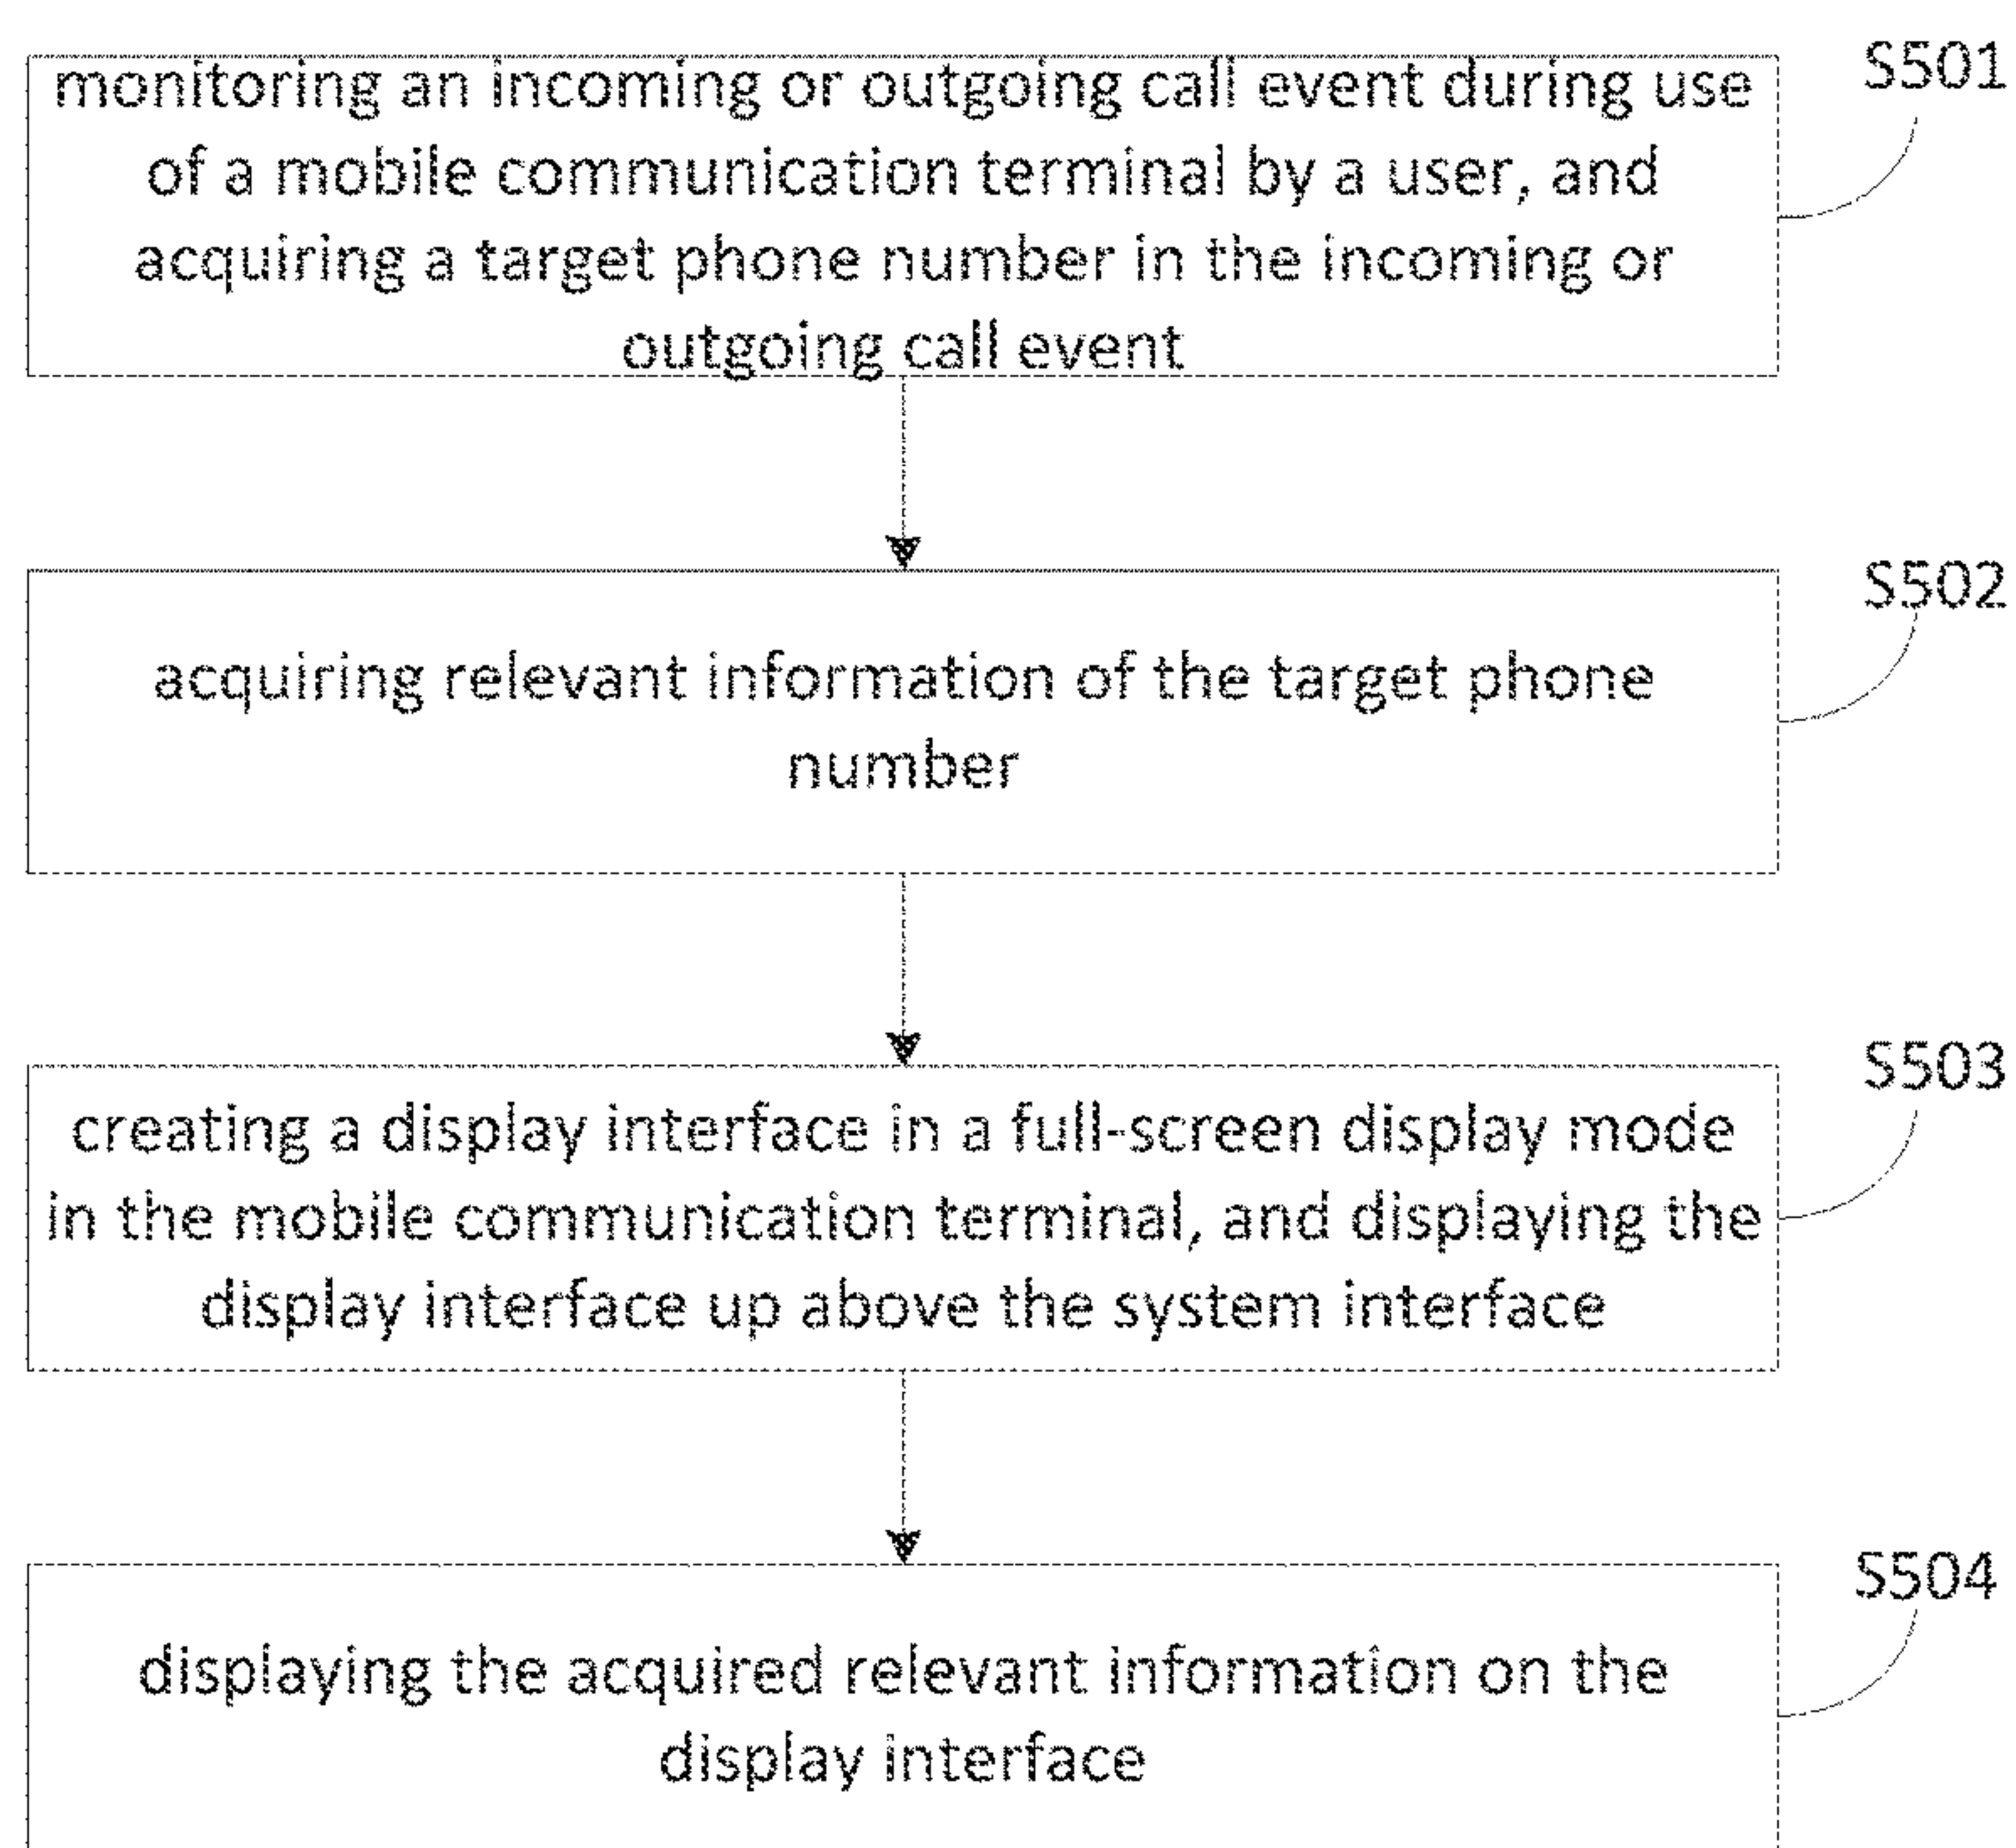 S501
monitoring an incoming or outgoing call event during use
of a mobile communication terminal by a user, and
acquiring a target phone number in the incoming or
outgoing call event
S502
acquiring relevant information of the target phone
number
S503
creating a display interface in a full-screen display mode
in the mobile communication terminal, and displaying the
display interface up above the system interface
S504
displaying the acquired relevant information on the
display interface